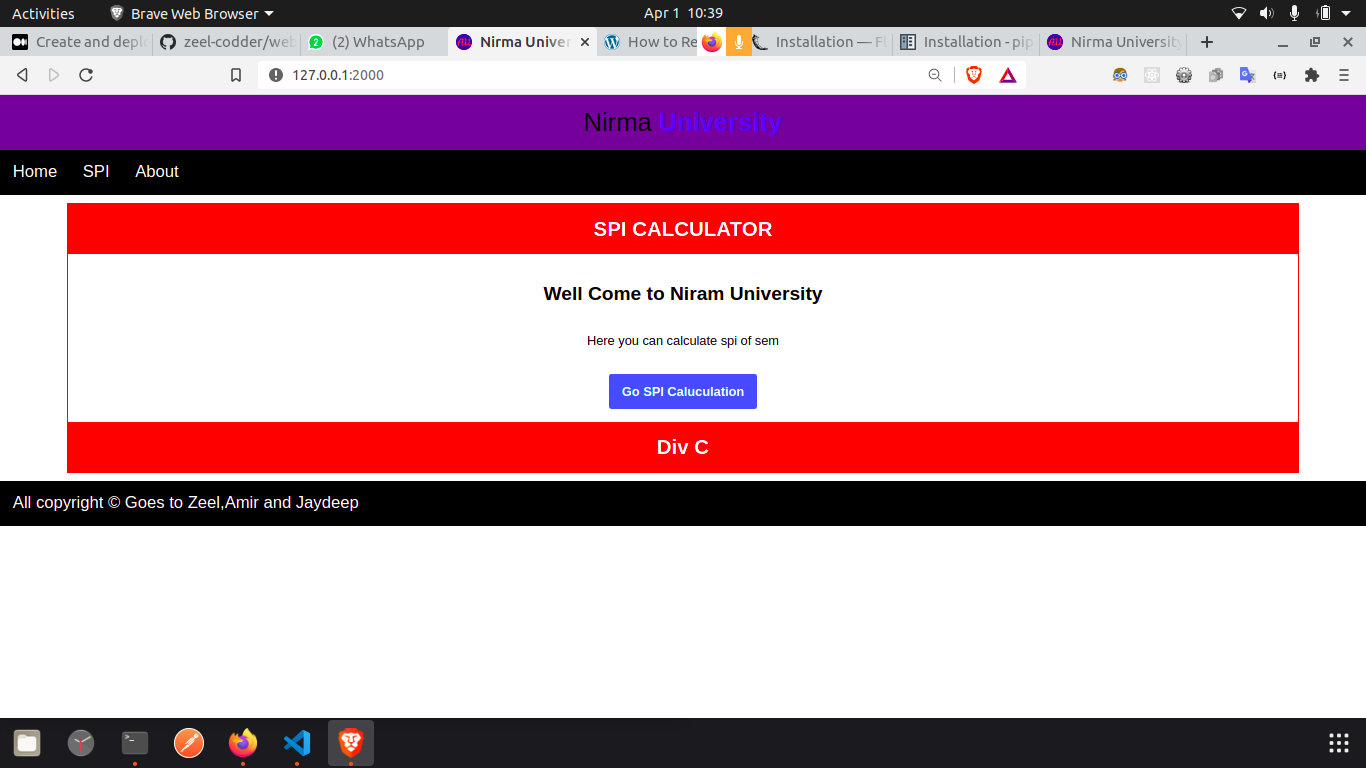 Activities Brave Web Browser Apr 1 10:39
Create and deplo zeel-codder/web (2) WhatsApp Nirma Univer How to Re Installation — Fl Installation - pip Nirma University
127.0.0.1:2000
Nirma University
Home SPI About
SPI CALCULATOR
Well Come to Niram University
Here you can calculate spi of sem
Go SPI Caluculation
Div C
All copyright © Goes to Zeel,Amir and Jaydeep